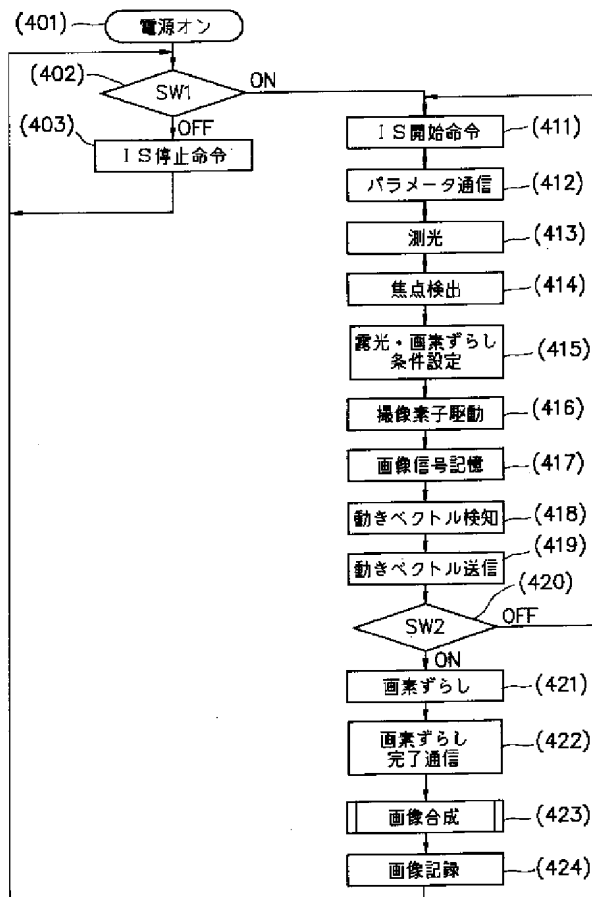 (401)
電源オン
(402)
SW1
ON
OFF
(403)
IS停止命令
IS開始命令
(411)
パラメータ通信
(412)
測光
(413)
焦点検出
(414)
露光・画素ずらし
条件設定
(415)
撮像素子駆動
(416)
画像信号記憶
(417)
動きベクトル検知
(418)
動きベクトル送信
(419)
(420)
SW2
OFF
ON
画素ずらし
(421)
画素ずらし
完了通信
(422)
画像合成
(423)
画像記録
(424)